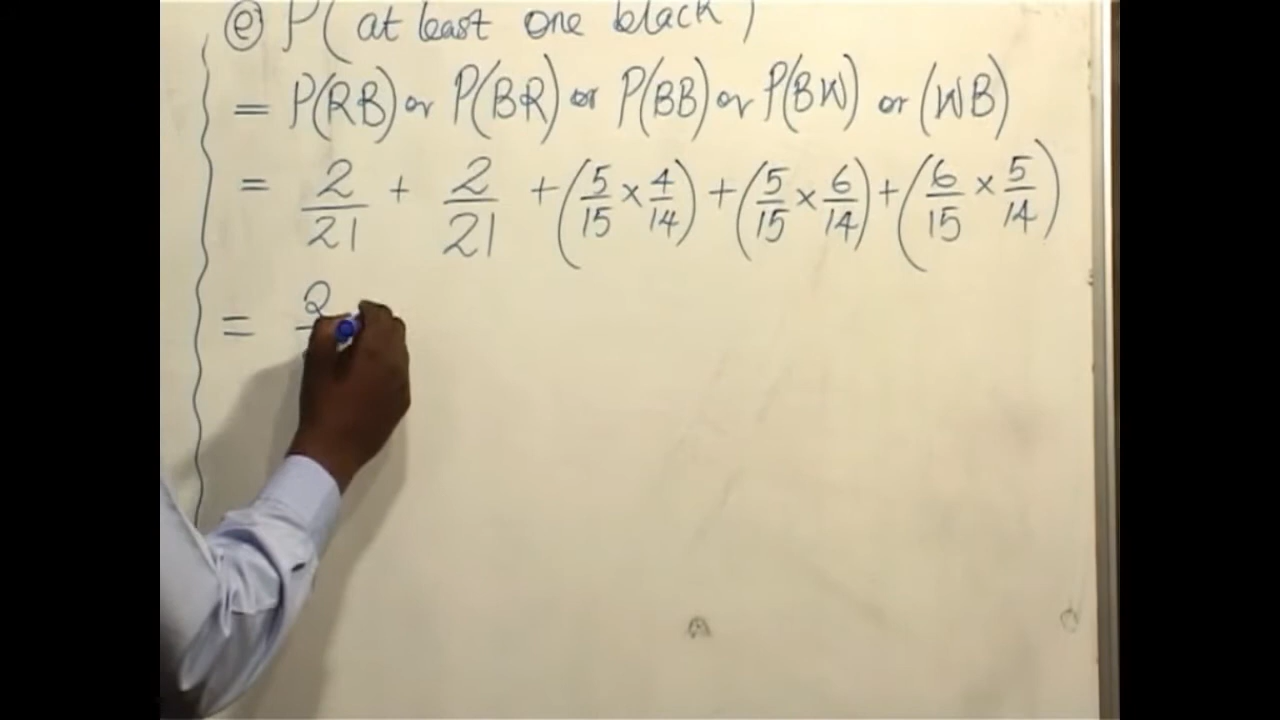 ⓔ P(at least one black)
= P(RB) or P(BR) or P(BB) or P(BW) or (WB)
= 2/21 + 2/21 + (5/15 × 4/14) + (5/15 × 6/14) + (6/15 × 5/14)
= 2